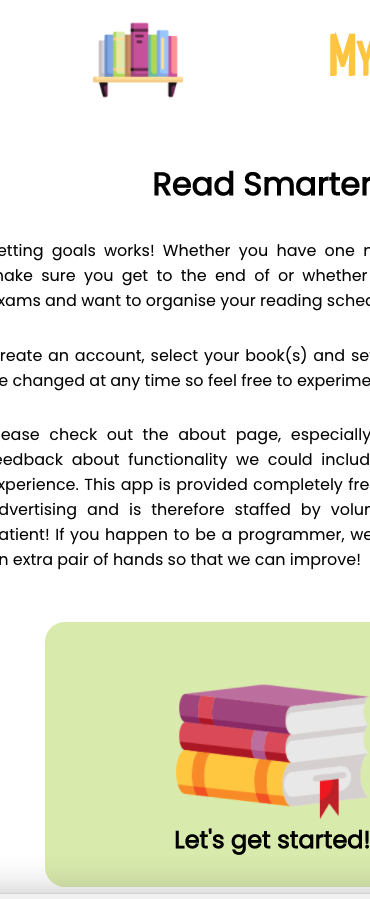 My
Read Smarter
etting goals works! Whether you have one
make sure you get to the end of or whether
xams and want to organise your reading sched
reate an account, select your book(s) and set
e changed at any time so feel free to experime
lease check out the about page, especially
eedback about functionality we could includ
xperience. This app is provided completely fre
dvertising and is therefore staffed by volun
atient! If you happen to be a programmer, we
n extra pair of hands so that we can improve!
Let's get started!